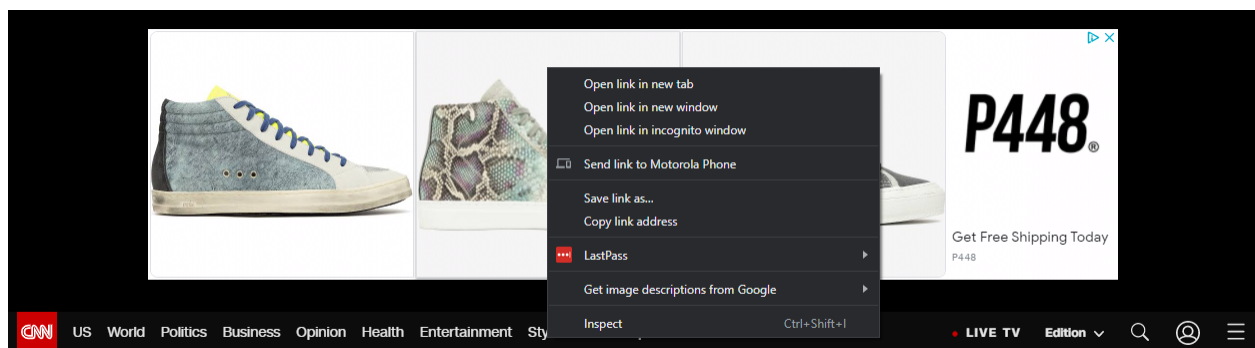 P448®
Get Free Shipping Today
P448
Open link in new tab
Open link in new window
Open link in incognito window
Send link to Motorola Phone
Save link as...
Copy link address
LastPass
Get image descriptions from Google
Inspect Ctrl+Shift+I
CNN US World Politics Business Opinion Health Entertainment LIVE TV Edition